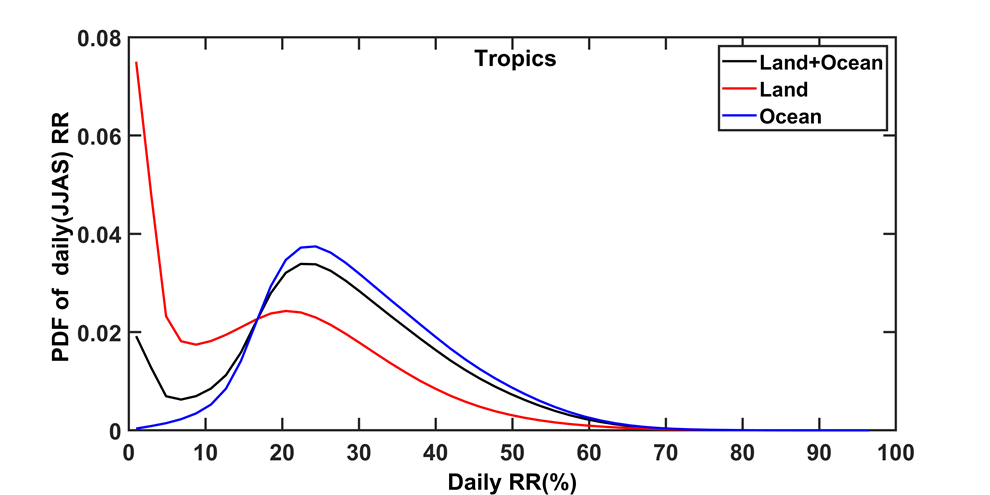 Tropics
Land+Ocean
Land
Ocean
PDF of daily(JJAS) RR
0.08
0.06
0.04
0.02
0
0 10 20 30 40 50 60 70 80 90 100
Daily RR(%)